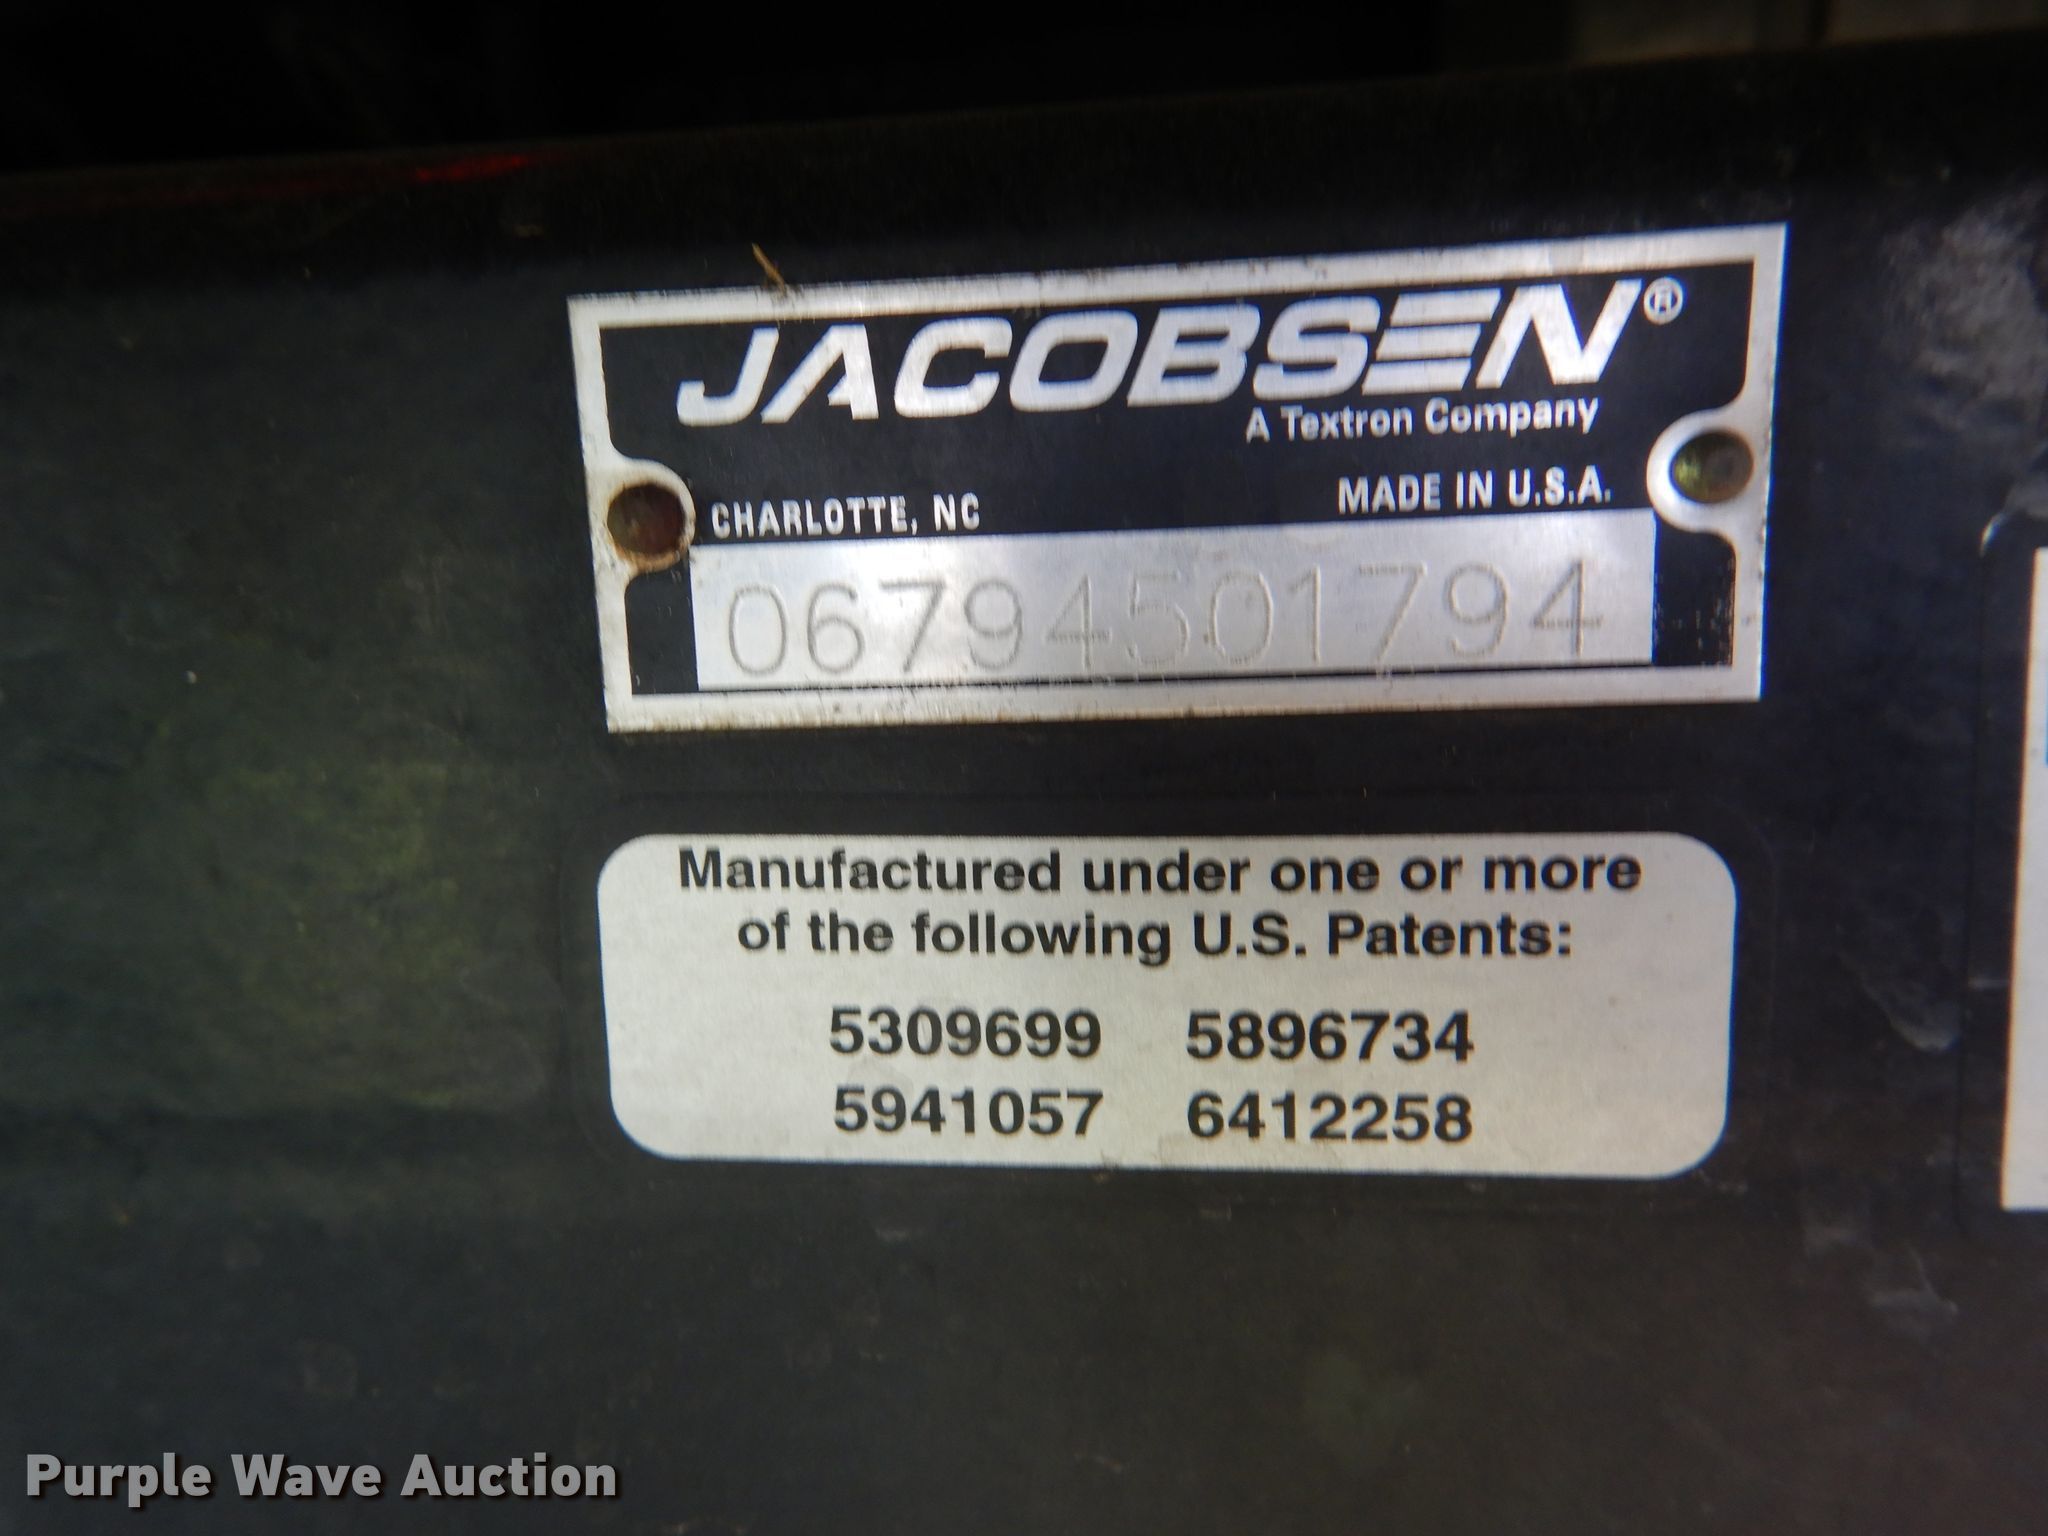 JACOBSEN®
A Textron Company
CHARLOTTE, NC MADE IN U.S.A.
06794501794
Manufactured under one or more
of the following U.S. Patents:
5309699 5896734
5941057 6412258
Purple Wave Auction